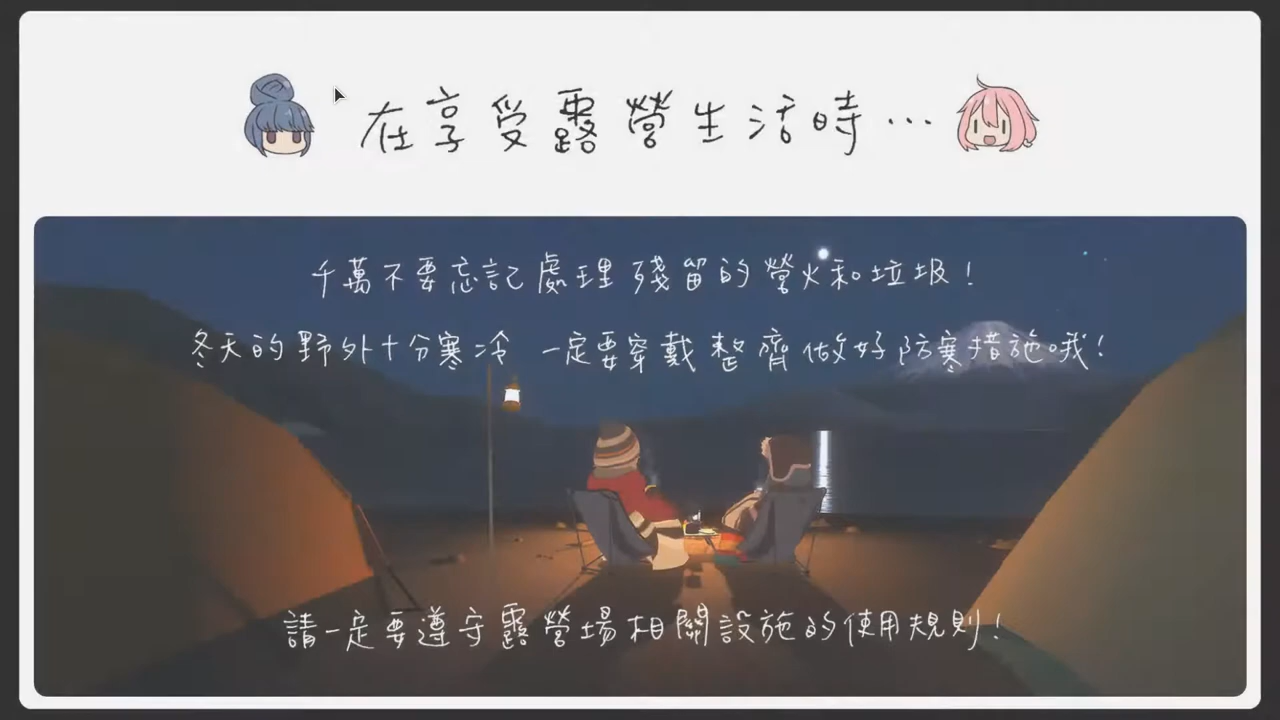 在享受露營生活時…
千萬不要忘記處理殘留的營火和垃圾！
冬天的野外十分寒冷 一定要穿戴整齊做好防寒措施哦！
請一定要遵守露營場相關設施的使用規則！